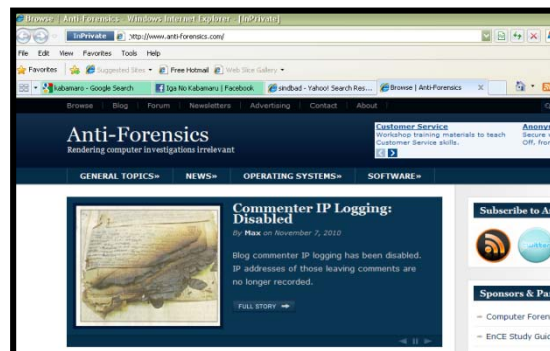 Browse | Anti-Forensics - Windows Internet Explorer - [InPrivate]
InPrivate http://www.anti-forensics.com/
File Edit View Favorites Tools Help
Favorites Suggested Sites Free Hotmail Web Slice Gallery
kabamaro - Google Search Iga No Kabamaru | Facebook sindbad - Yahoo! Search Res... Browse | Anti-Forensics X
Browse Blog Forum Newsletters Advertising Contact About
Anti-Forensics
Rendering computer investigations irrelevant
Customer Service
Workshop training materials to teach
Customer Service skills.
Anonym
Secure
Off, fro
GENERAL TOPICS» NEWS» OPERATING SYSTEMS» SOFTWARE»
Commenter IP Logging:
Disabled
By Max on November 7, 2010
Blog commenter IP logging has been disabled.
IP addresses of those leaving comments are
no longer recorded.
FULL STORY
Subscribe to A
Sponsors & Pa
– Computer Foren
– EnCE Study Guid